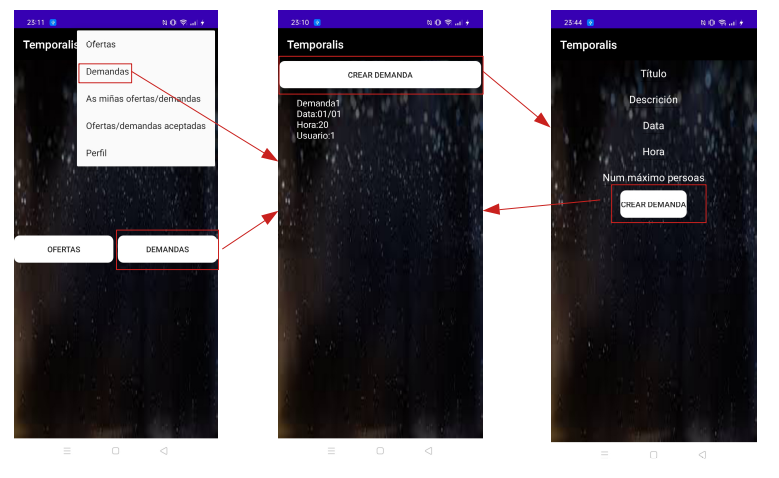 23:11
Temporalis
Ofertas
Demandas
As miñas ofertas/demandas
Ofertas/demandas aceptadas
Perfil
OFERTAS
DEMANDAS
23:10
Temporalis
CREAR DEMANDA
Demanda1
Data:01/01
Hora:20
Usuario:1
23:44
Temporalis
Título
Descrición
Data
Hora
Num.máximo persoas
CREAR DEMANDA